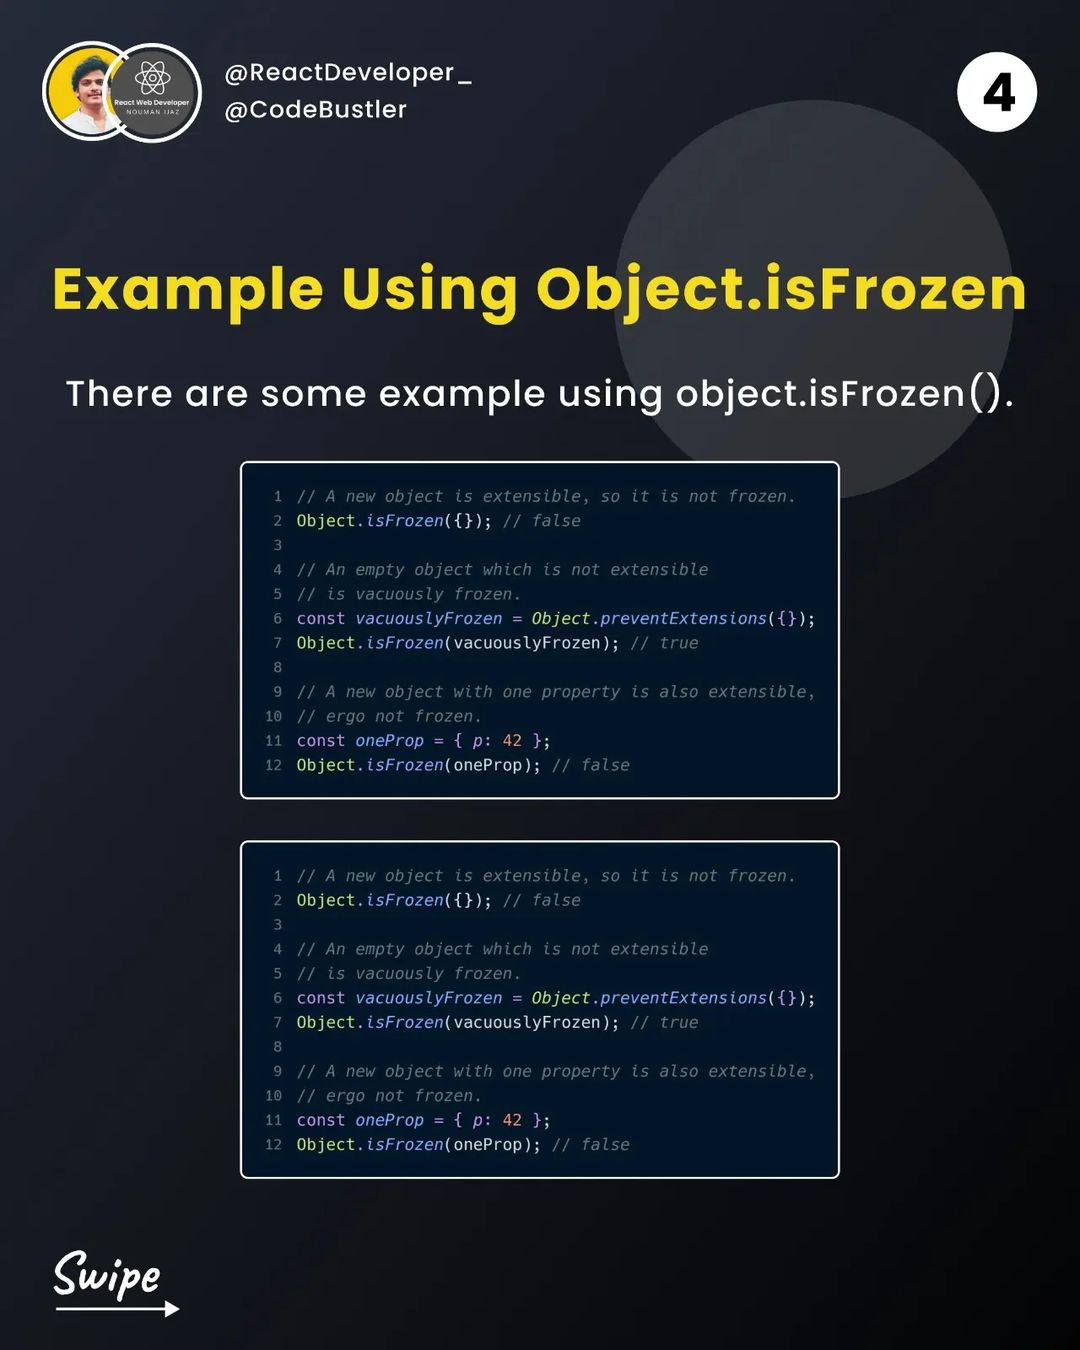 @ReactDeveloper_
@CodeBustler
React Web Developer
NOUMAN IJAZ
4
Example Using Object.isFrozen
There are some example using object.isFrozen().
1 // A new object is extensible, so it is not frozen.
2 Object.isFrozen({}); // false
3
4 // An empty object which is not extensible
5 // is vacuously frozen.
6 const vacuouslyFrozen = Object.preventExtensions({});
7 Object.isFrozen(vacuouslyFrozen); // true
8
9 // A new object with one property is also extensible,
10 // ergo not frozen.
11 const oneProp = { p: 42 };
12 Object.isFrozen(oneProp); // false
1 // A new object is extensible, so it is not frozen.
2 Object.isFrozen({}); // false
3
4 // An empty object which is not extensible
5 // is vacuously frozen.
6 const vacuouslyFrozen = Object.preventExtensions({});
7 Object.isFrozen(vacuouslyFrozen); // true
8
9 // A new object with one property is also extensible,
10 // ergo not frozen.
11 const oneProp = { p: 42 };
12 Object.isFrozen(oneProp); // false
Swipe